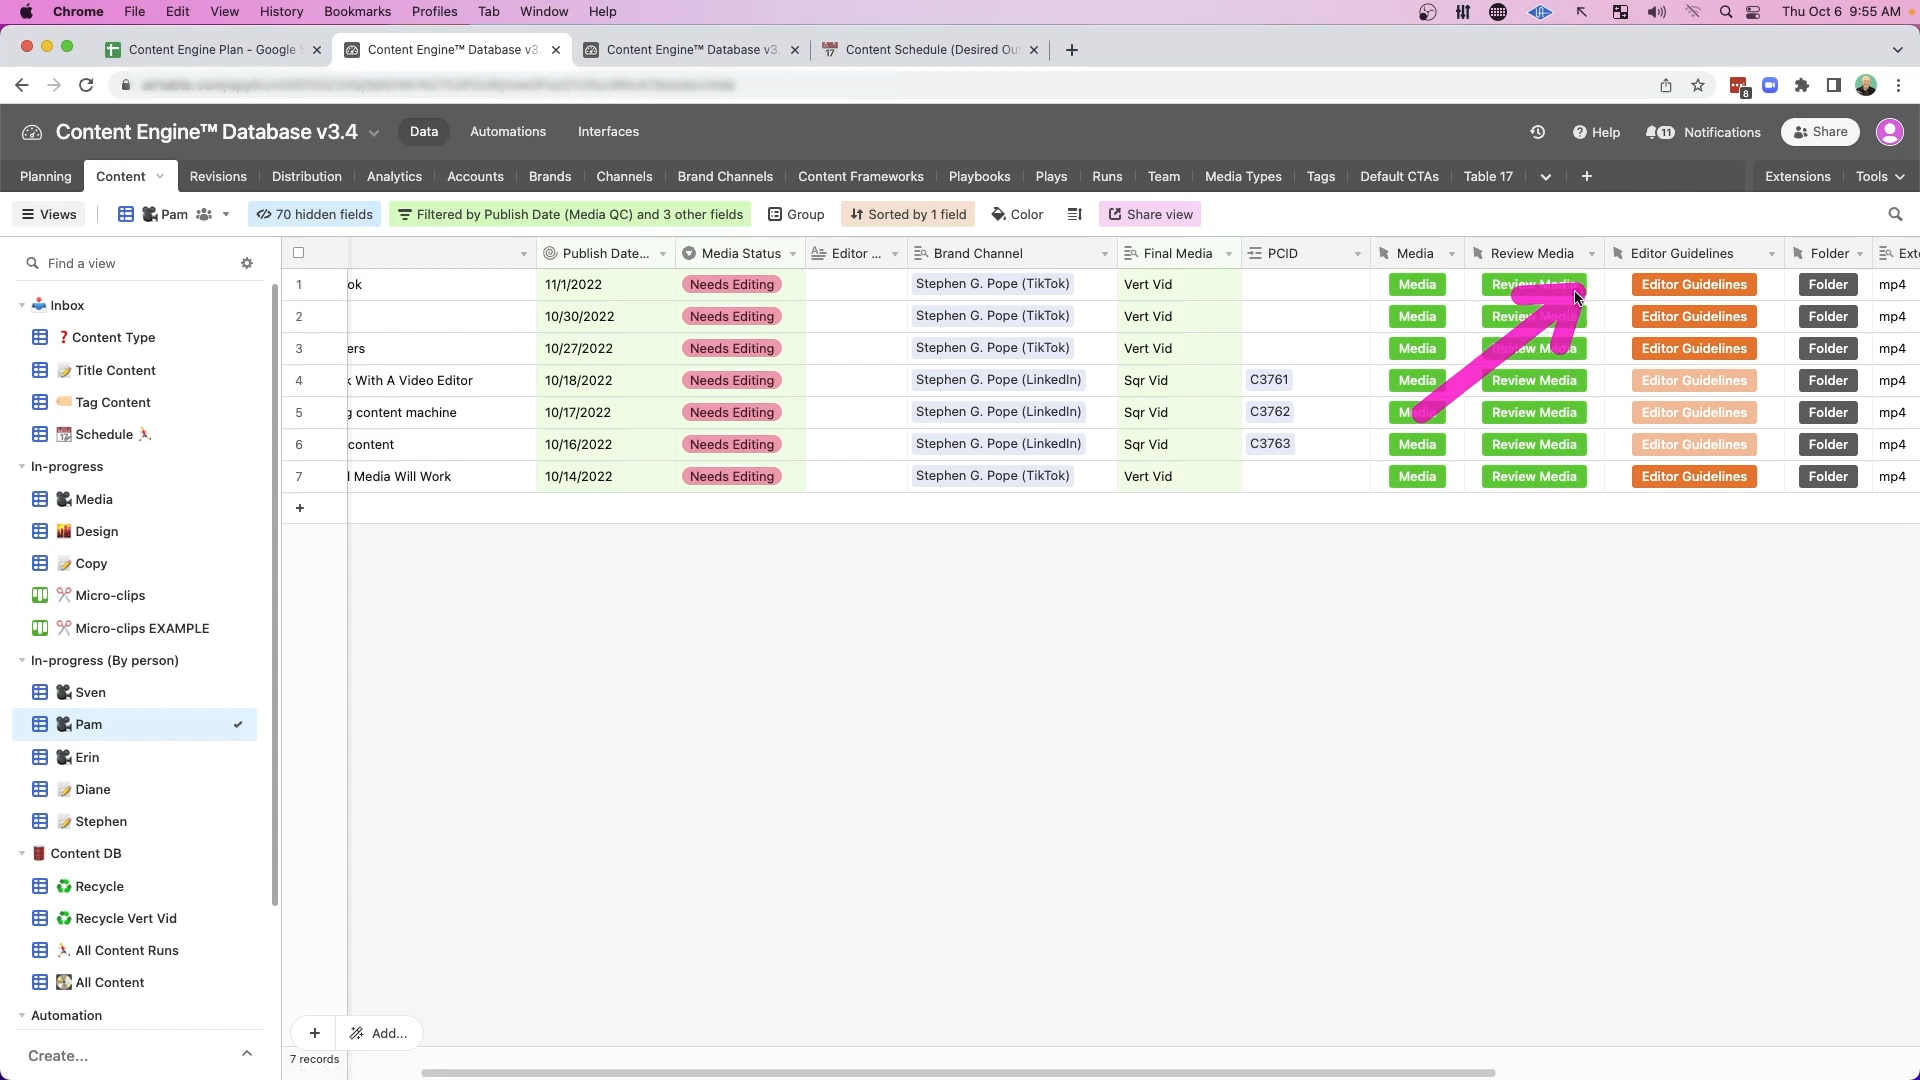 Chrome File Edit View History Bookmarks Profiles Tab Window Help Thu Oct 6 9:55 AM
Content Engine Plan - Google S Content Engine™ Database v3. Content Engine™ Database v3. 17 Content Schedule (Desired Ou
8
Content Engine™ Database v3.4 Data Automations Interfaces Help 11 Notifications Share
Planning Content Revisions Distribution Analytics Accounts Brands Channels Brand Channels Content Frameworks Playbooks Plays Runs Team Media Types Tags Default CTAs Table 17 Extensions Tools
Views Pam 70 hidden fields Filtered by Publish Date (Media QC) and 3 other fields Group Sorted by 1 field Color Share view
Find a view
Inbox
Content Type
Title Content
Tag Content
Schedule
In-progress
Media
Design
Copy
Micro-clips
Micro-clips EXAMPLE
In-progress (By person)
Sven
Pam
Erin
Diane
Stephen
Content DB
Recycle
Recycle Vert Vid
All Content Runs
All Content
Automation
Create...
Publish Date... Media Status Editor ... Brand Channel Final Media PCID Media Review Media Editor Guidelines Folder Exte
1 ok 11/1/2022 Needs Editing Stephen G. Pope (TikTok) Vert Vid Media Review Media Editor Guidelines Folder mp4
2 10/30/2022 Needs Editing Stephen G. Pope (TikTok) Vert Vid Media Review Media Editor Guidelines Folder mp4
3 ers 10/27/2022 Needs Editing Stephen G. Pope (TikTok) Vert Vid Media Review Media Editor Guidelines Folder mp4
4 k With A Video Editor 10/18/2022 Needs Editing Stephen G. Pope (LinkedIn) Sqr Vid C3761 Media Review Media Editor Guidelines Folder mp4
5 g content machine 10/17/2022 Needs Editing Stephen G. Pope (LinkedIn) Sqr Vid C3762 Media Review Media Editor Guidelines Folder mp4
6 content 10/16/2022 Needs Editing Stephen G. Pope (LinkedIn) Sqr Vid C3763 Media Review Media Editor Guidelines Folder mp4
7 l Media Will Work 10/14/2022 Needs Editing Stephen G. Pope (TikTok) Vert Vid Media Review Media Editor Guidelines Folder mp4
Add...
7 records